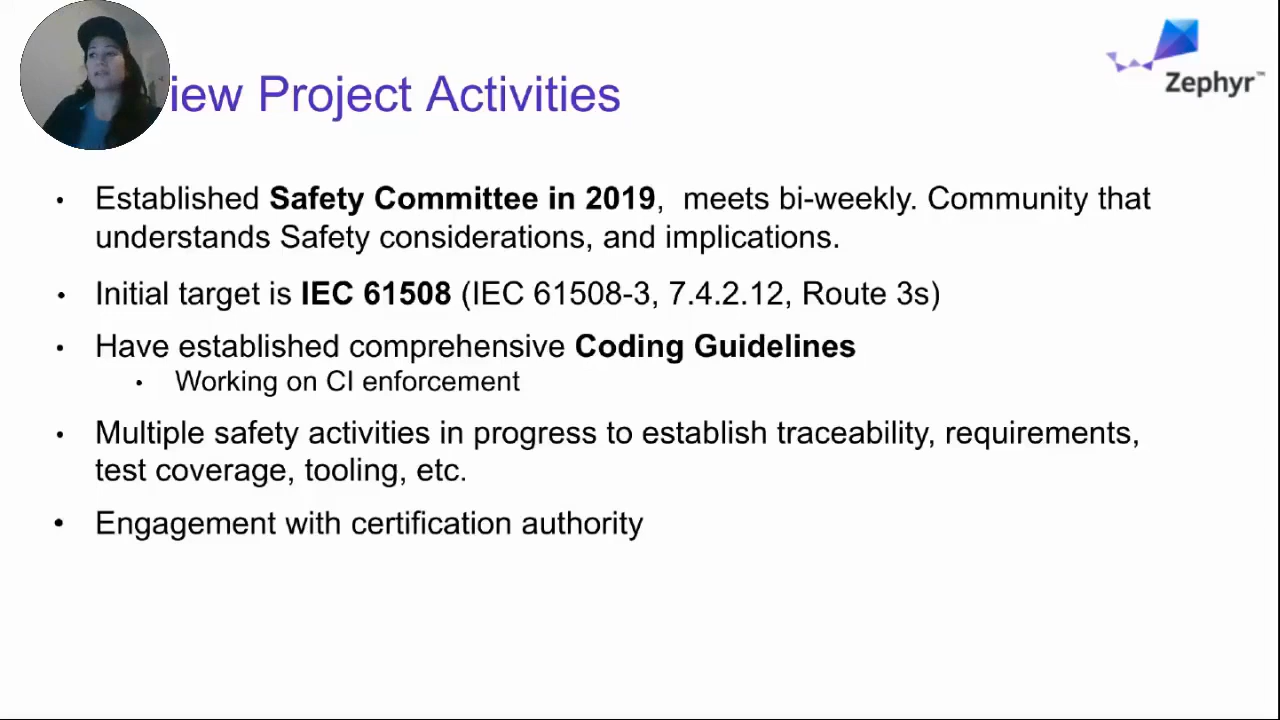 iew Project Activities
Zephyr™
• Established Safety Committee in 2019, meets bi-weekly. Community that
understands Safety considerations, and implications.
• Initial target is IEC 61508 (IEC 61508-3, 7.4.2.12, Route 3s)
• Have established comprehensive Coding Guidelines
• Working on CI enforcement
• Multiple safety activities in progress to establish traceability, requirements,
test coverage, tooling, etc.
• Engagement with certification authority